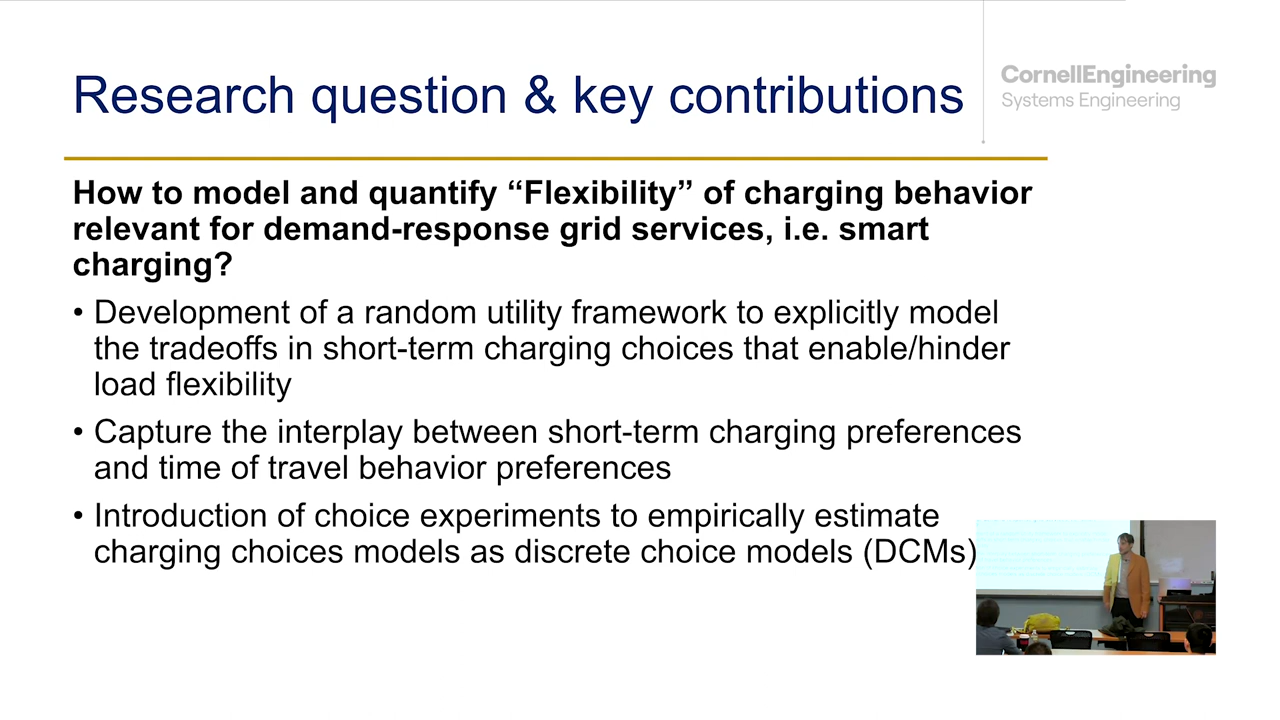 Research question & key contributions
CornellEngineering
Systems Engineering
How to model and quantify “Flexibility” of charging behavior
relevant for demand-response grid services, i.e. smart
charging?
• Development of a random utility framework to explicitly model
the tradeoffs in short-term charging choices that enable/hinder
load flexibility
• Capture the interplay between short-term charging preferences
and time of travel behavior preferences
• Introduction of choice experiments to empirically estimate
charging choices models as discrete choice models (DCMs)